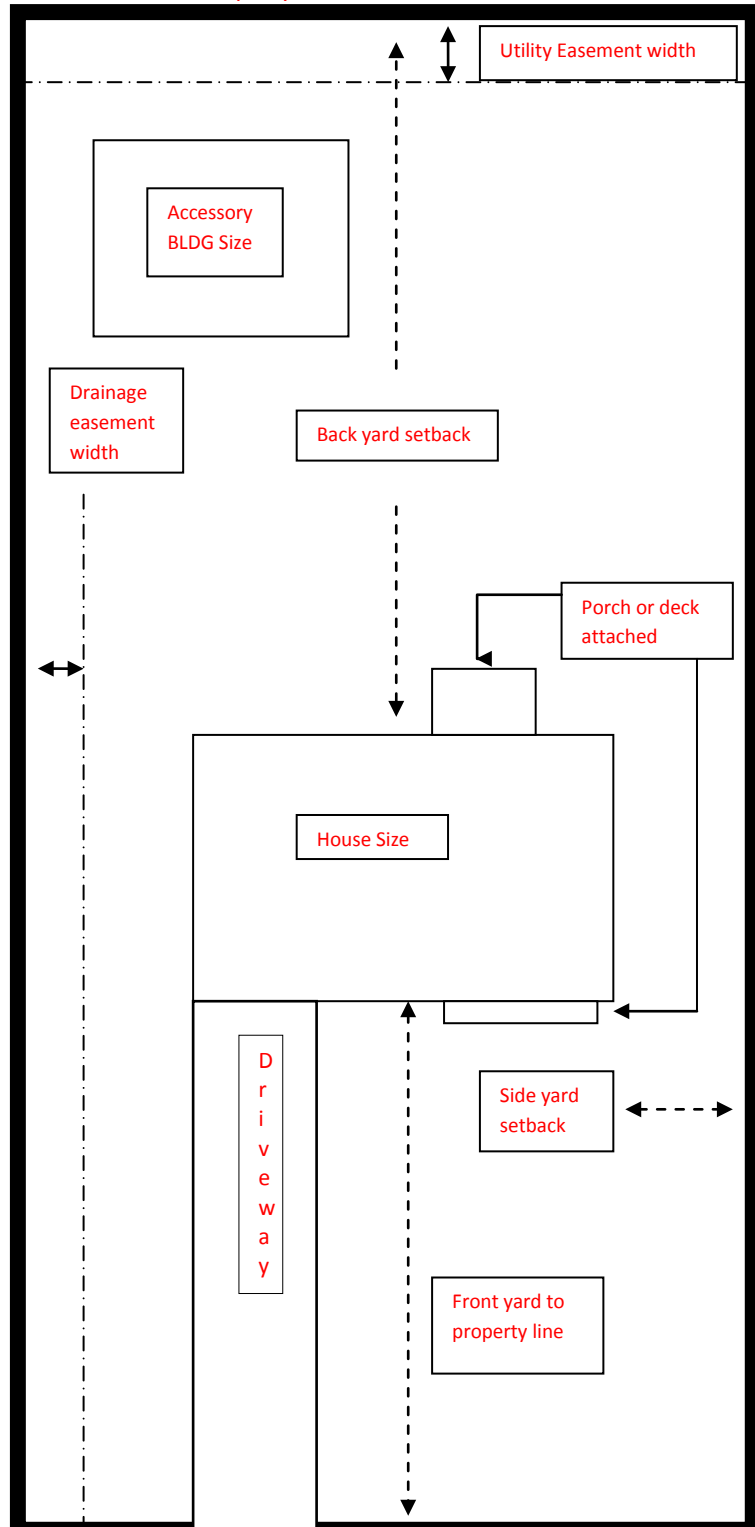 Utility Easement width
Accessory
BLDG Size
Drainage
easement
width
Back yard setback
Porch or deck
attached
House Size
D
r
i
v
e
w
a
y
Side yard
setback
Front yard to
property line